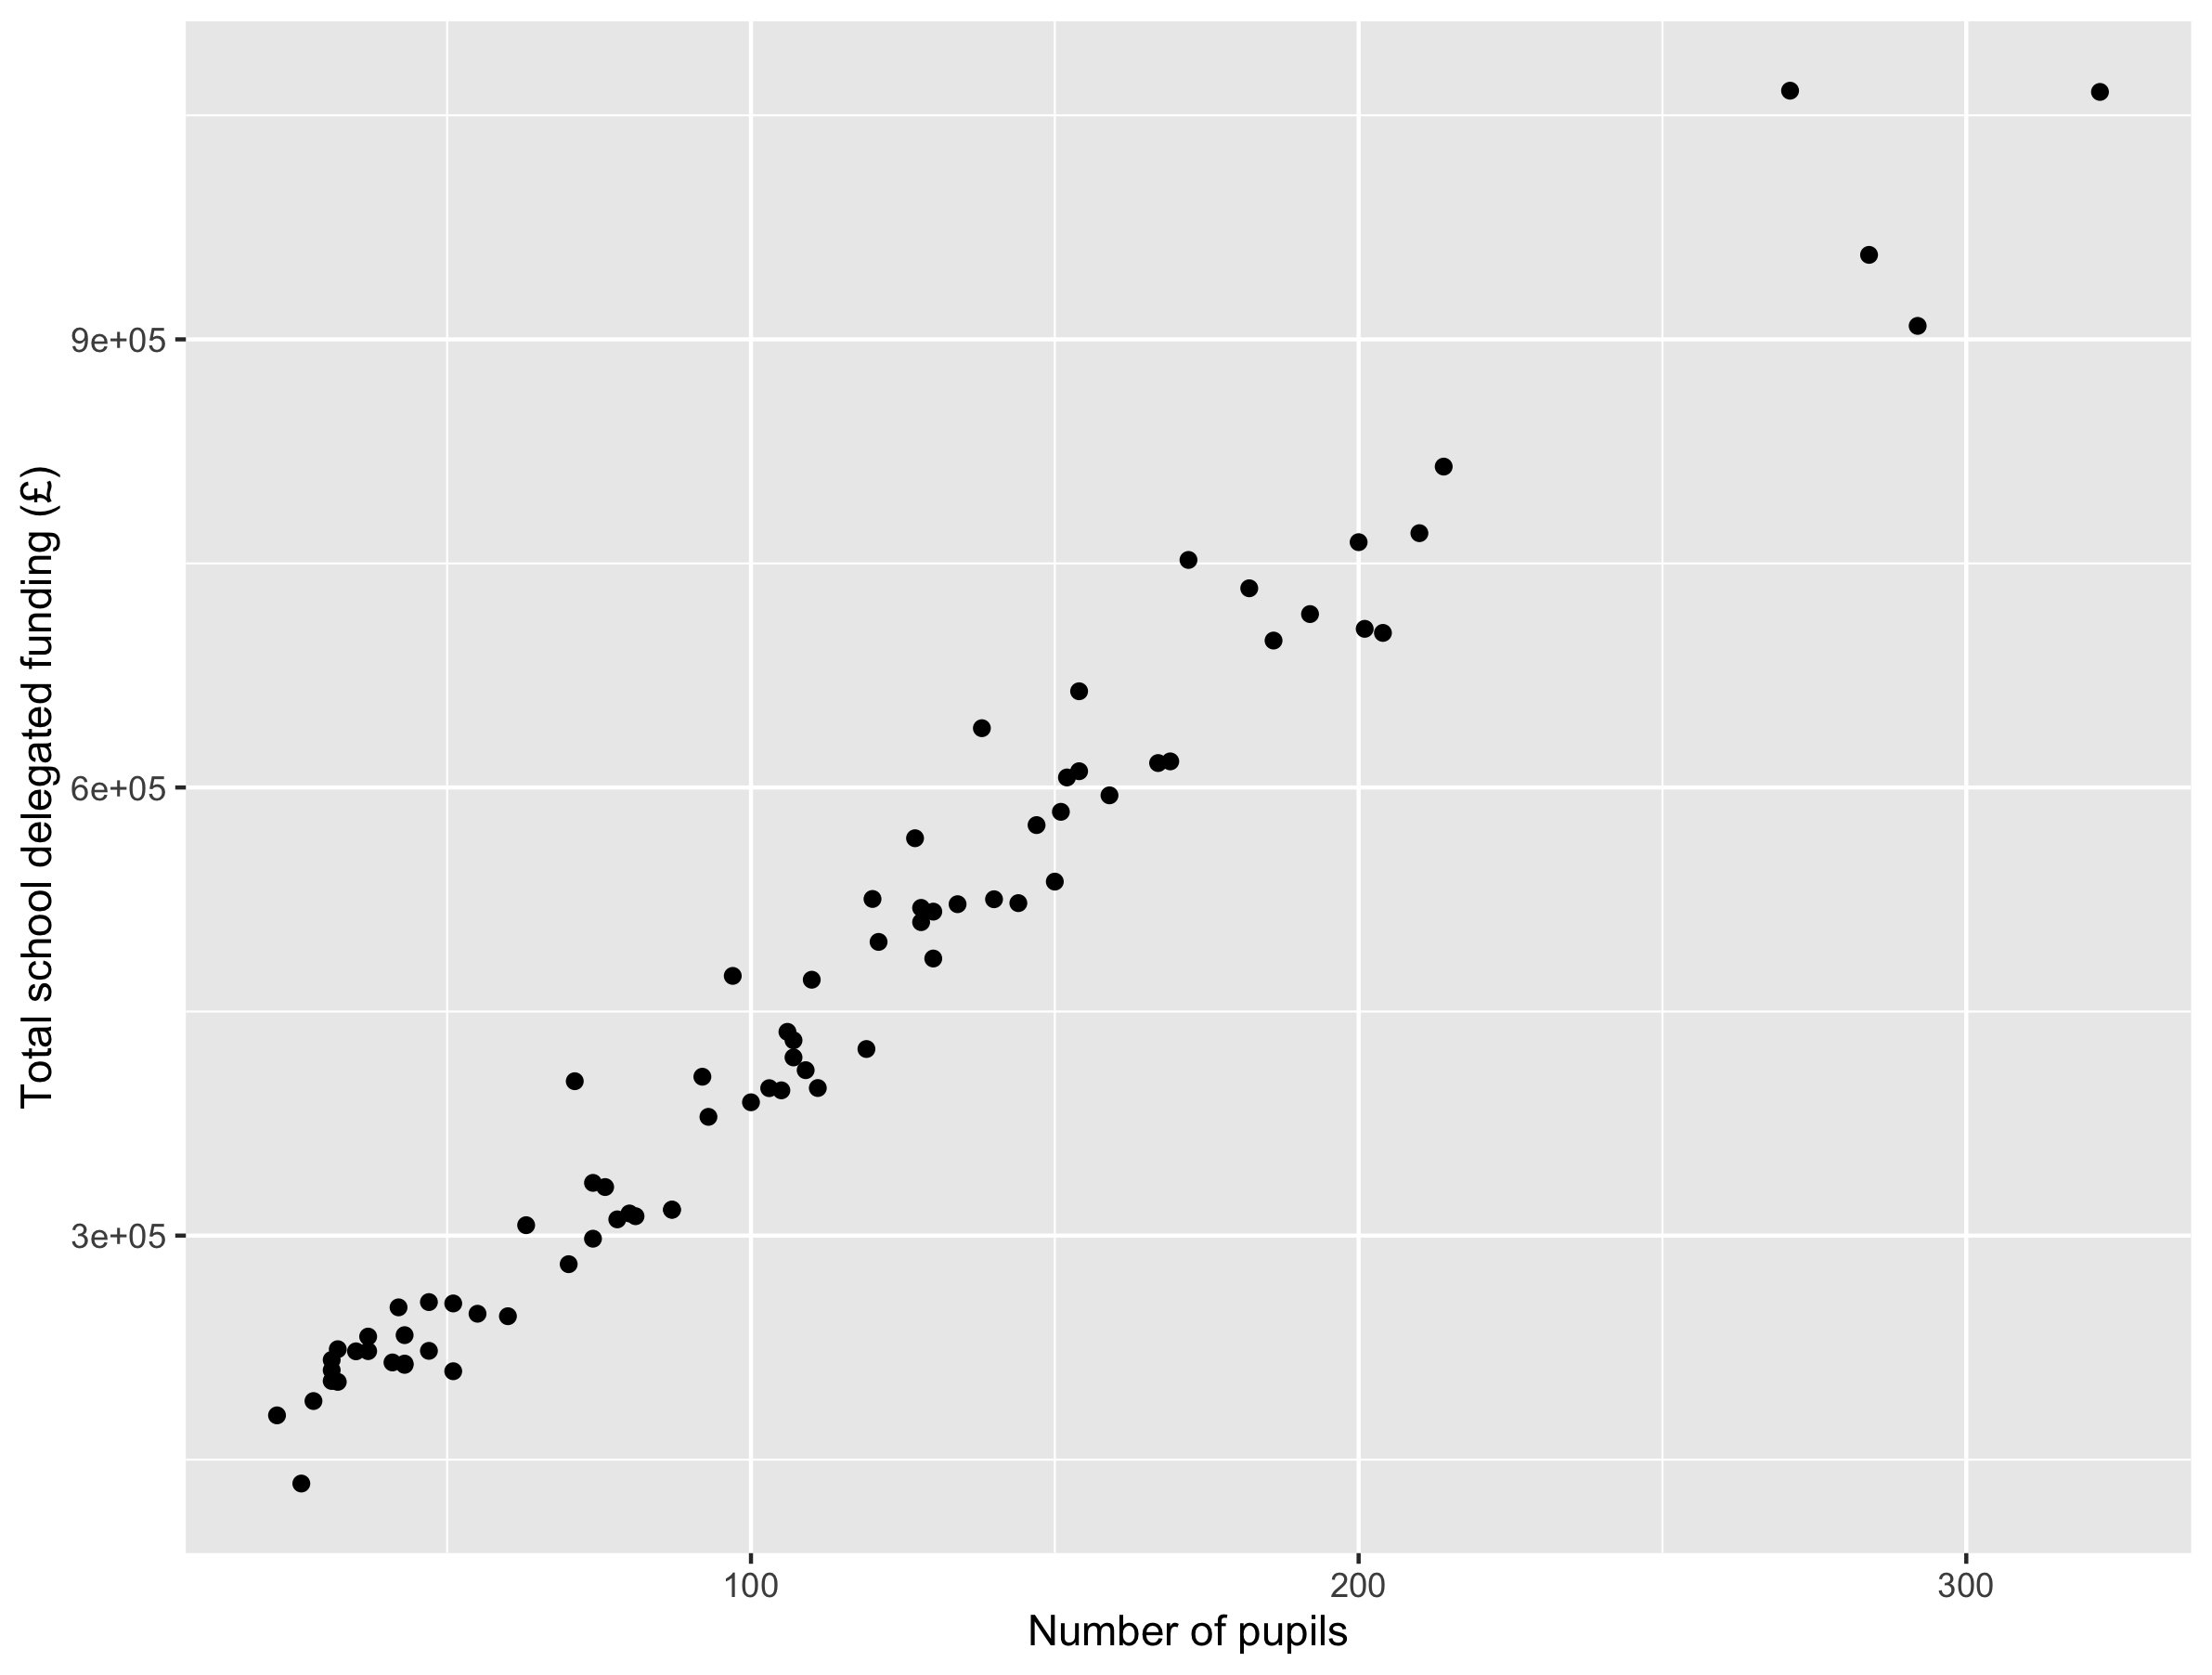 Total school delegated funding (£)
9e+05
6e+05
3e+05
100 200 300
Number of pupils